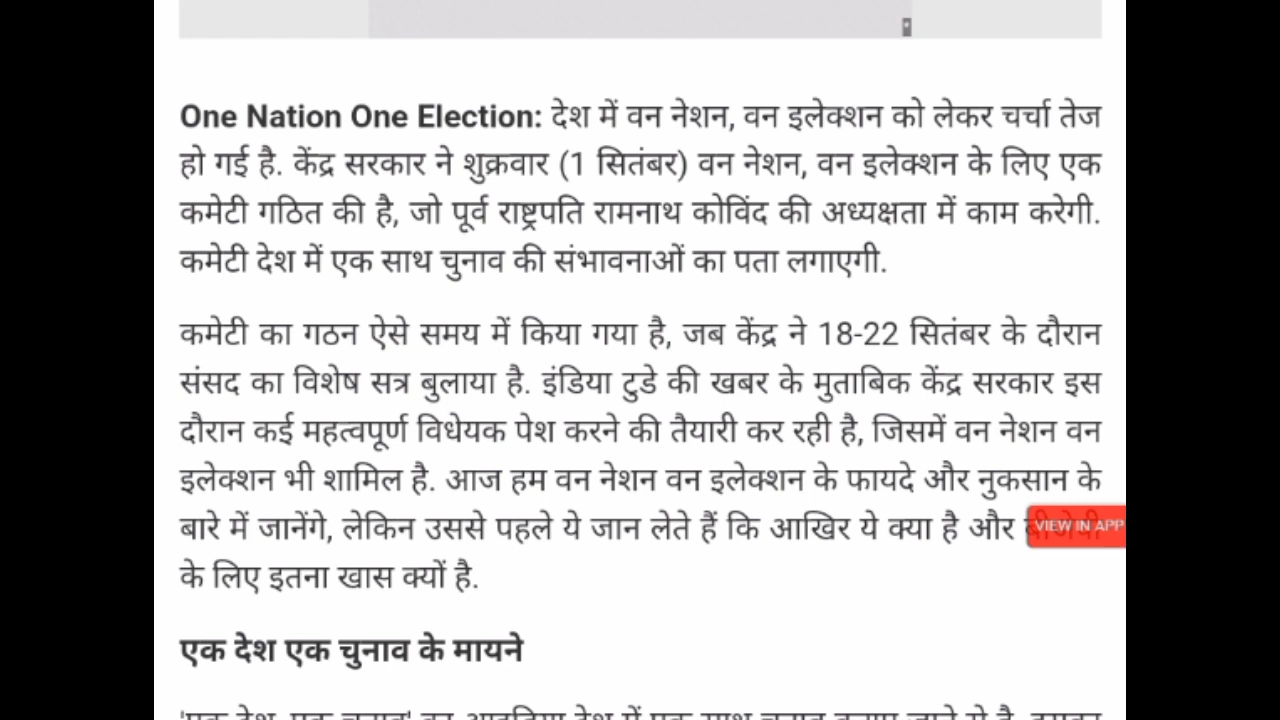 One Nation One Election: देश में वन नेशन, वन इलेक्शन को लेकर चर्चा तेज
हो गई है. केंद्र सरकार ने शुक्रवार (1 सितंबर) वन नेशन, वन इलेक्शन के लिए एक
कमेटी गठित की है, जो पूर्व राष्ट्रपति रामनाथ कोविंद की अध्यक्षता में काम करेगी.
कमेटी देश में एक साथ चुनाव की संभावनाओं का पता लगाएगी.
कमेटी का गठन ऐसे समय में किया गया है, जब केंद्र ने 18-22 सितंबर के दौरान
संसद का विशेष सत्र बुलाया है. इंडिया टुडे की खबर के मुताबिक केंद्र सरकार इस
दौरान कई महत्वपूर्ण विधेयक पेश करने की तैयारी कर रही है, जिसमें वन नेशन वन
इलेक्शन भी शामिल है. आज हम वन नेशन वन इलेक्शन के फायदे और नुकसान के
बारे में जानेंगे, लेकिन उससे पहले ये जान लेते हैं कि आखिर ये क्या है और
VIEW IN APP
के लिए इतना खास क्यों है.
एक देश एक चुनाव के मायने